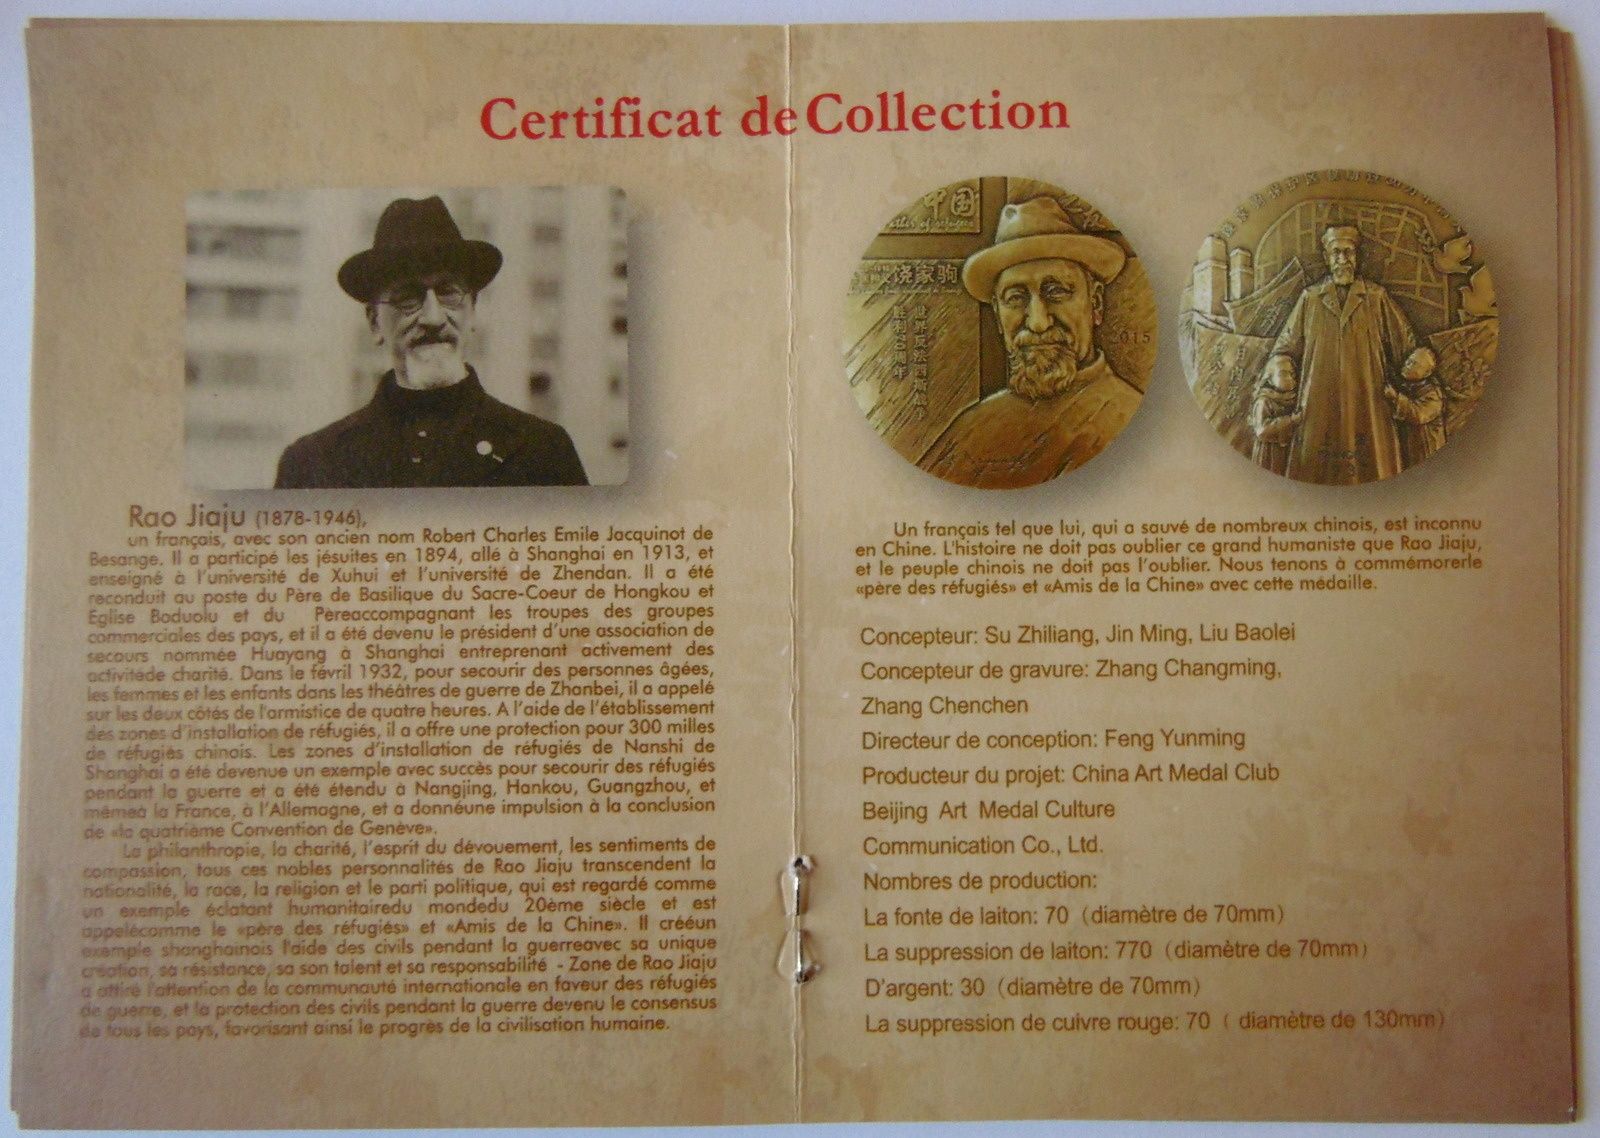 Certificat de Collection
Rao Jiaju (1878-1946),
un français, avec son ancien nom Robert Charles Emile Jacquinot de
Besange. Il a participé les jésuites en 1894, allé à Shanghai en 1913, et
enseigné à l'université de Xuhui et l'université de Zhendan. Il a été
reconduit au poste du Père de Basilique du Sacre-Coeur de Hongkou et
Eglise Boduolu et du Pereaccompagnant les troupes des groupes
commerciales des pays, et il a été devenu le président d'une association de
secours nommée Huayang à Shanghai entreprenant activement des
activitéde charité. Dans le février 1932, pour secourir des personnes âgées,
les femmes et les enfants dans les théâtres de guerre de Zhanbei, il a appelé
sur les deux côtés de l'armistice de quatre heures. A l'aide de l'établissement
des zones d'installation de réfugiés, il a offre une protection pour 300 milles
de réfugiés chinois. Les zones d'installation de réfugiés de Nanshi de
Shanghai a été devenue un exemple avec succès pour secourir des réfugiés
pendant la guerre et a été étendu à Nangjing, Hankou, Guangzhou, et
mêmeà la France, à l'Allemagne, et a donnéune impulsion à la conclusion
de «la quatrième Convention de Genève».
La philanthropie, la charité, l'esprit du dévouement, les sentiments de
compassion, tous ces nobles personnalités de Rao Jiaju transcendent la
nationalité, la race, la religion et le parti politique, qui est regardé comme
un exemple éclatant humanitairedu mondedu 20ème siècle et est
appelécomme le «père des réfugiés» et «Amis de la Chine». Il crééun
exemple shanghainais l'aide des civils pendant la guerreavec sa unique
création, sa résistance, sa son talent et sa responsabilité - Zone de Rao Jiaju
a attiré l'attention de la communauté internationale en faveur des réfugiés
de guerre, et la protection des civils pendant la guerre devenu le consensus
de tous les pays, favorisant ainsi le progrès de la civilisation humaine.
中国
饶家驹
世界反法西斯战争
胜利70周年
2015
Un français tel que lui, qui a sauvé de nombreux chinois, est inconnu
en Chine. L'histoire ne doit pas oublier ce grand humaniste que Rao Jiaju,
et le peuple chinois ne doit pas l'oublier. Nous tenons à commémorerle
«père des réfugiés» et «Amis de la Chine» avec cette médaille.
Concepteur: Su Zhiliang, Jin Ming, Liu Baolei
Concepteur de gravure: Zhang Changming,
Zhang Chenchen
Directeur de conception: Feng Yunming
Producteur du projet: China Art Medal Club
Beijing Art Medal Culture
Communication Co., Ltd.
Nombres de production:
La fonte de laiton: 70（diamètre de 70mm）
La suppression de laiton: 770（diamètre de 70mm）
D'argent: 30（diamètre de 70mm）
La suppression de cuivre rouge: 70（ diamètre de 130mm）